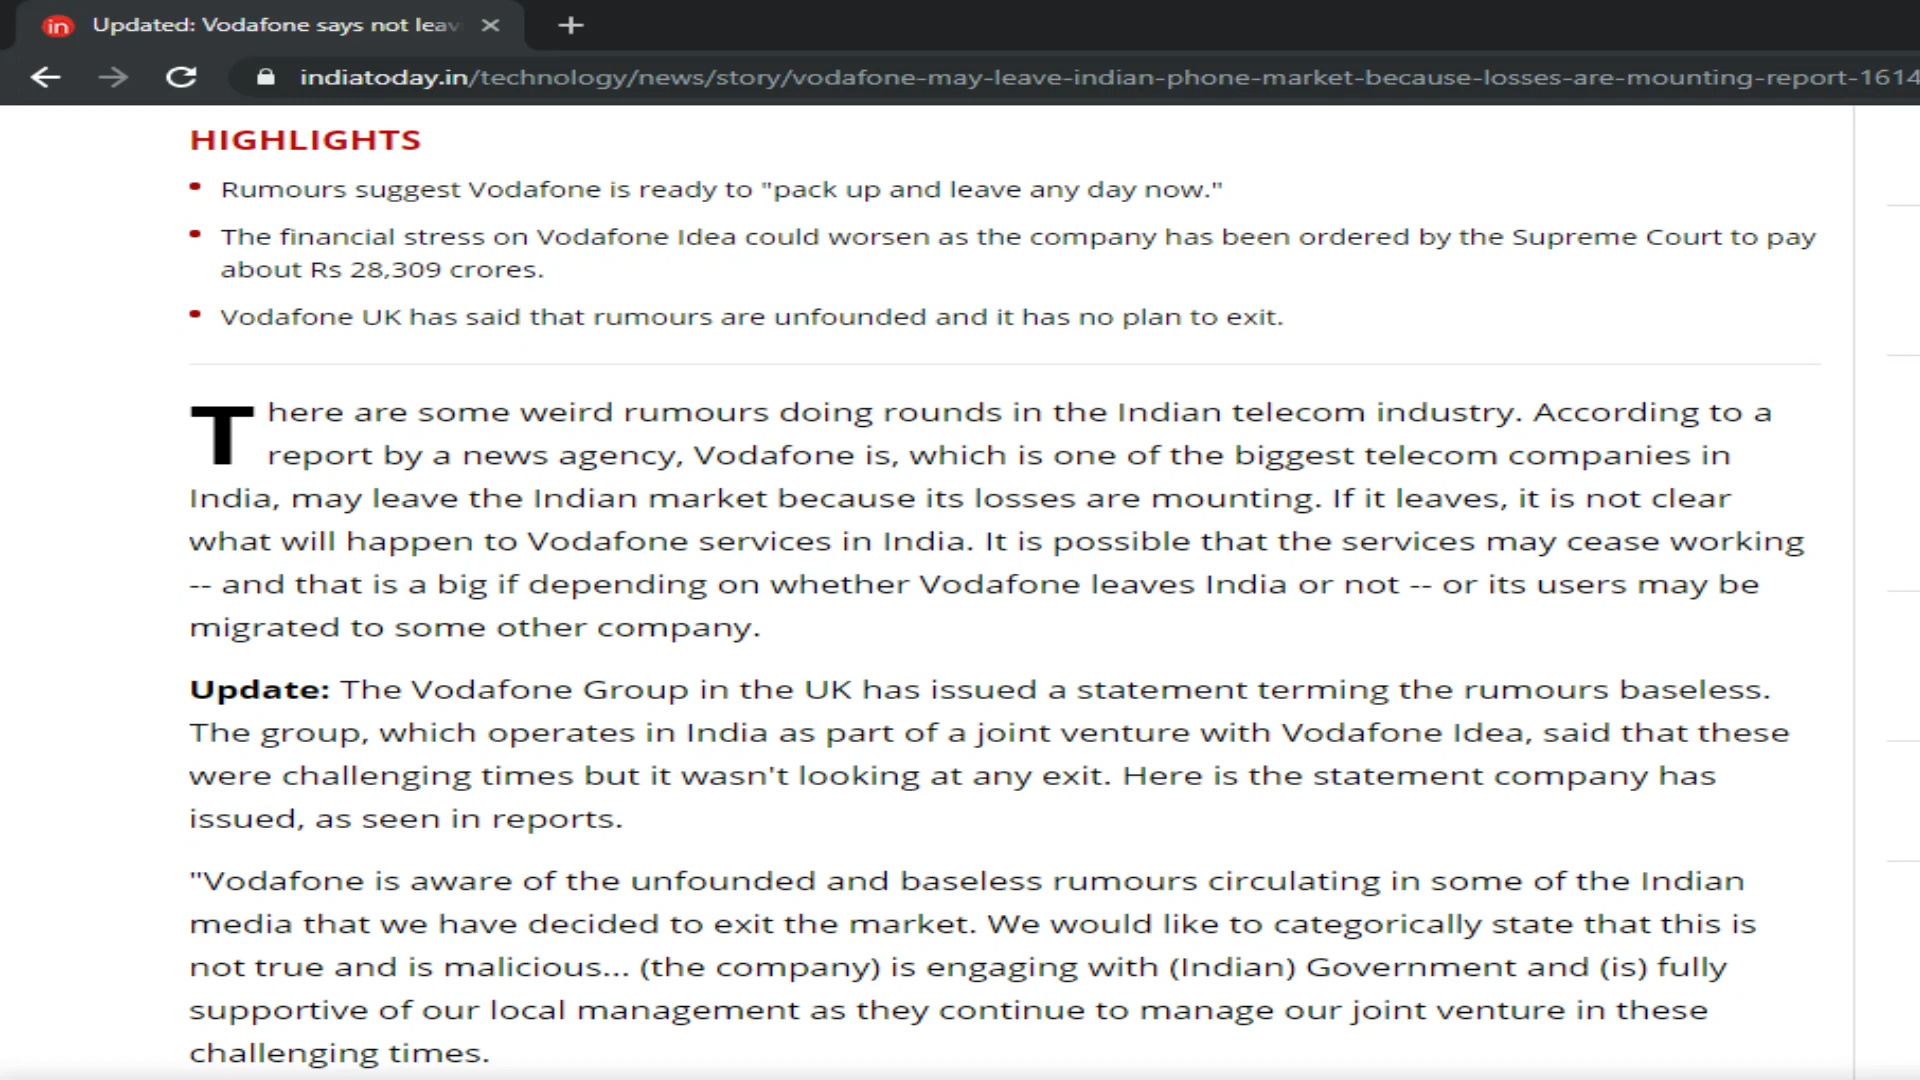 in Updated: Vodafone says not leav
indiatoday.in/technology/news/story/vodafone-may-leave-indian-phone-market-because-losses-are-mounting-report-1614
HIGHLIGHTS
Rumours suggest Vodafone is ready to "pack up and leave any day now."
The financial stress on Vodafone Idea could worsen as the company has been ordered by the Supreme Court to pay
about Rs 28,309 crores.
Vodafone UK has said that rumours are unfounded and it has no plan to exit.
There are some weird rumours doing rounds in the Indian telecom industry. According to a
report by a news agency, Vodafone is, which is one of the biggest telecom companies in
India, may leave the Indian market because its losses are mounting. If it leaves, it is not clear
what will happen to Vodafone services in India. It is possible that the services may cease working
-- and that is a big if depending on whether Vodafone leaves India or not -- or its users may be
migrated to some other company.
Update: The Vodafone Group in the UK has issued a statement terming the rumours baseless.
The group, which operates in India as part of a joint venture with Vodafone Idea, said that these
were challenging times but it wasn't looking at any exit. Here is the statement company has
issued, as seen in reports.
"Vodafone is aware of the unfounded and baseless rumours circulating in some of the Indian
media that we have decided to exit the market. We would like to categorically state that this is
not true and is malicious... (the company) is engaging with (Indian) Government and (is) fully
supportive of our local management as they continue to manage our joint venture in these
challenging times.